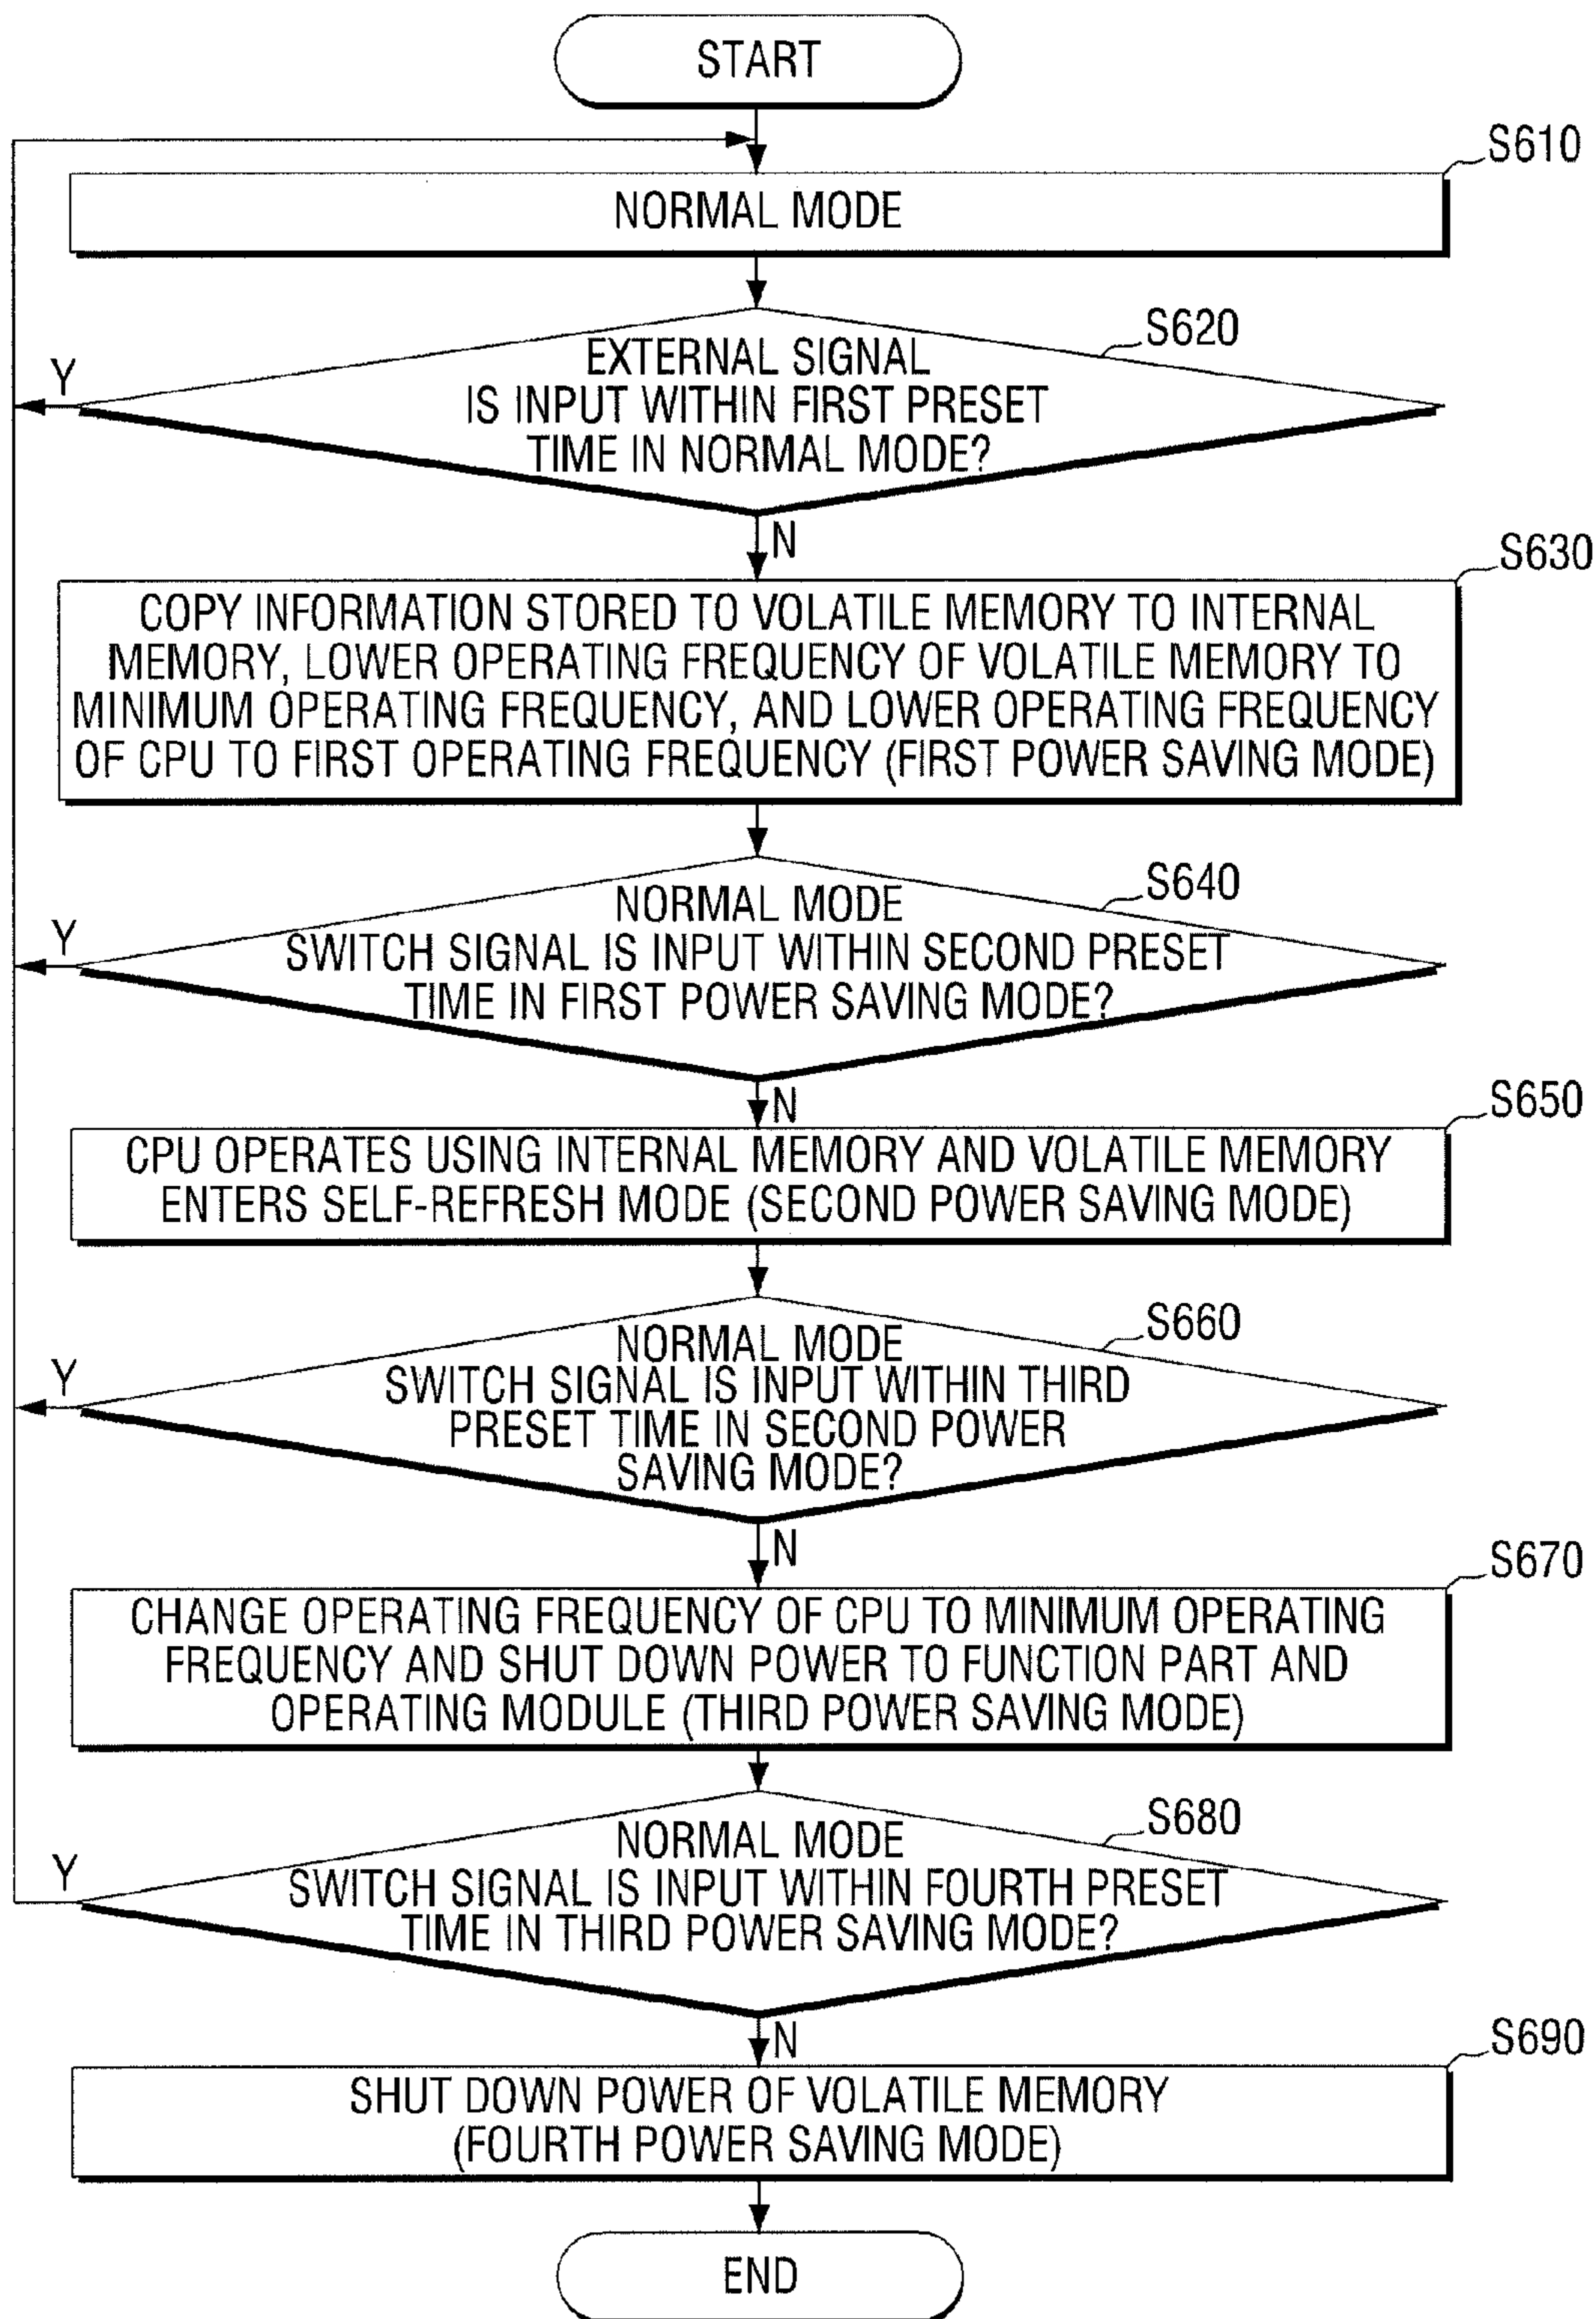 START
S610
NORMAL MODE
S620
EXTERNAL SIGNAL
IS INPUT WITHIN FIRST PRESET
TIME IN NORMAL MODE?
Y
N
S630
COPY INFORMATION STORED TO VOLATILE MEMORY TO INTERNAL
MEMORY, LOWER OPERATING FREQUENCY OF VOLATILE MEMORY TO
MINIMUM OPERATING FREQUENCY, AND LOWER OPERATING FREQUENCY
OF CPU TO FIRST OPERATING FREQUENCY (FIRST POWER SAVING MODE)
S640
NORMAL MODE
SWITCH SIGNAL IS INPUT WITHIN SECOND PRESET
TIME IN FIRST POWER SAVING MODE?
Y
N
S650
CPU OPERATES USING INTERNAL MEMORY AND VOLATILE MEMORY
ENTERS SELF-REFRESH MODE (SECOND POWER SAVING MODE)
S660
NORMAL MODE
SWITCH SIGNAL IS INPUT WITHIN THIRD
PRESET TIME IN SECOND POWER
SAVING MODE?
Y
N
S670
CHANGE OPERATING FREQUENCY OF CPU TO MINIMUM OPERATING
FREQUENCY AND SHUT DOWN POWER TO FUNCTION PART AND
OPERATING MODULE (THIRD POWER SAVING MODE)
S680
NORMAL MODE
SWITCH SIGNAL IS INPUT WITHIN FOURTH PRESET
TIME IN THIRD POWER SAVING MODE?
Y
N
S690
SHUT DOWN POWER OF VOLATILE MEMORY
(FOURTH POWER SAVING MODE)
END